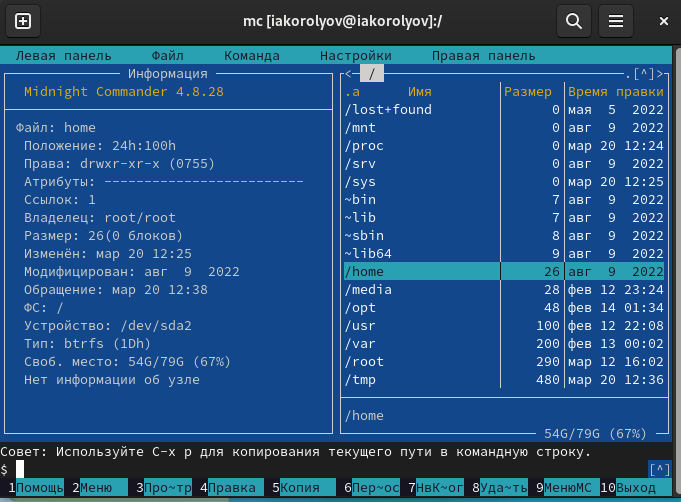 mc [iakorolyov@iakorolyov]:/
Левая панель Файл Команда Настройки Правая панель
Информация
Midnight Commander 4.8.28
Файл: home
Положение: 24h:100h
Права: drwxr-xr-x (0755)
Атрибуты: -------------------------
Ссылок: 1
Владелец: root/root
Размер: 26(0 блоков)
Изменён: мар 20 12:25
Модифицирован: авг 9 2022
Обращение: мар 20 12:38
ФС: /
Устройство: /dev/sda2
Тип: btrfs (1Dh)
Своб. место: 54G/79G (67%)
Нет информации об узле
<- / .[^]>
.и Имя Размер Время правки
/lost+found 0 мая 5 2022
/mnt 0 авг 9 2022
/proc 0 мар 20 12:24
/srv 0 авг 9 2022
/sys 0 мар 20 12:25
~bin 7 авг 9 2022
~lib 7 авг 9 2022
~sbin 8 авг 9 2022
~lib64 9 авг 9 2022
/home 26 авг 9 2022
/media 28 фев 12 23:24
/opt 48 фев 14 01:34
/usr 100 фев 12 22:08
/var 200 фев 13 00:02
/root 290 мар 12 16:02
/tmp 480 мар 20 12:36
/home
54G/79G (67%)
Совет: Используйте C-x p для копирования текущего пути в командную строку.
$ [^]
1Помощь 2Меню 3Про~тр 4Правка 5Копия 6Пер~ос 7НвК~ог 8Уда~ть 9МенюMC 10Выход